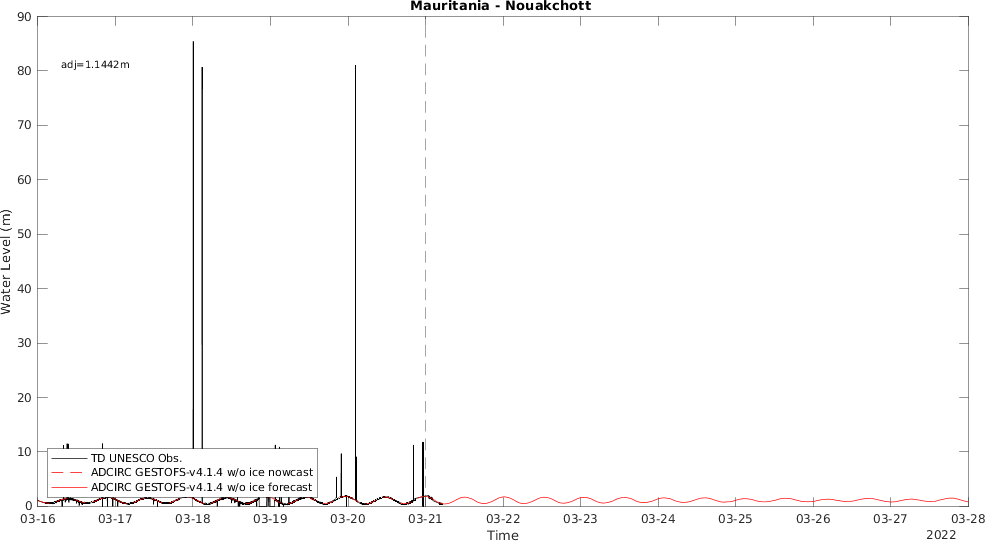 Mauritania - Nouakchott
90
80
70
60
50
40
30
20
10
0
Water Level (m)
adj=1.1442m
TD UNESCO Obs.
ADCIRC GESTOFS-v4.1.4 w/o ice nowcast
ADCIRC GESTOFS-v4.1.4 w/o ice forecast
03-16 03-17 03-18 03-19 03-20 03-21 03-22 03-23 03-24 03-25 03-26 03-27 03-28
Time
2022